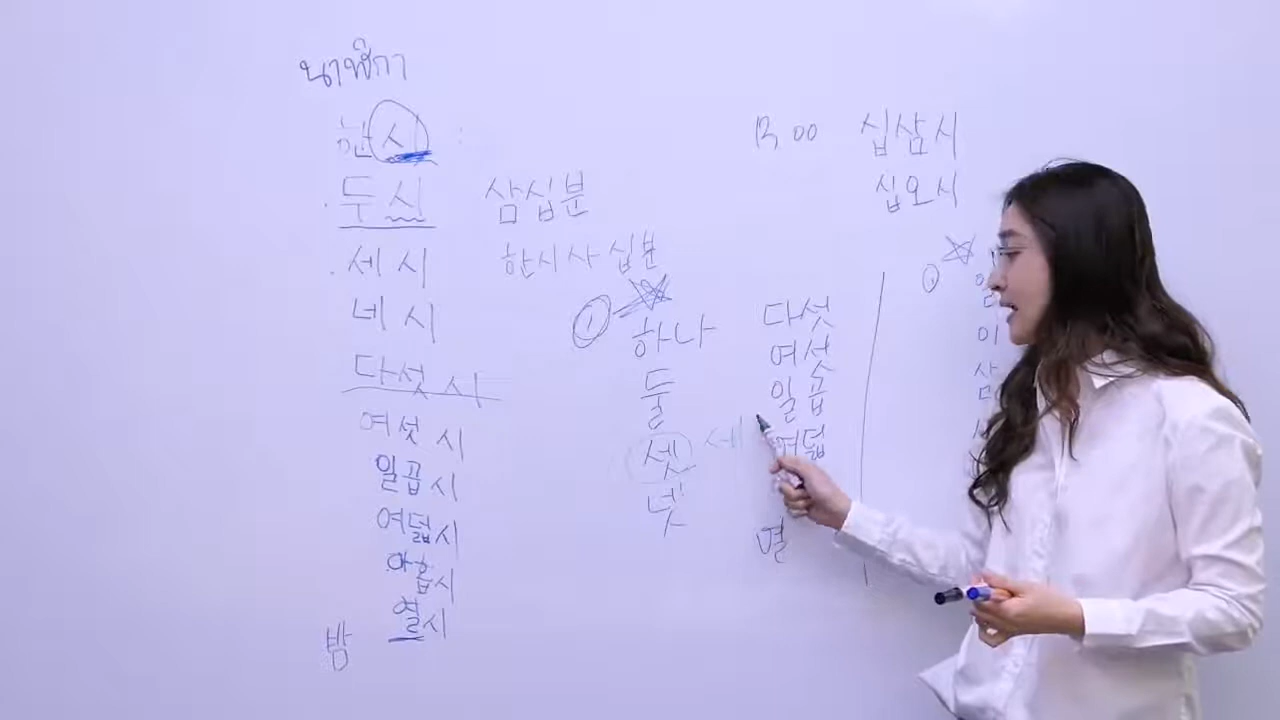 นาฬิกา
한시
두 시
세 시
네 시
다섯 시
여섯 시
일곱 시
여덟 시
아홉 시
열시
밤
삼십분
한시 사십분
①
하나
둘
셋 세
넷
다섯
여섯
일곱
여덟
열
13.00 십삼시
십오시
①
일
이
삼